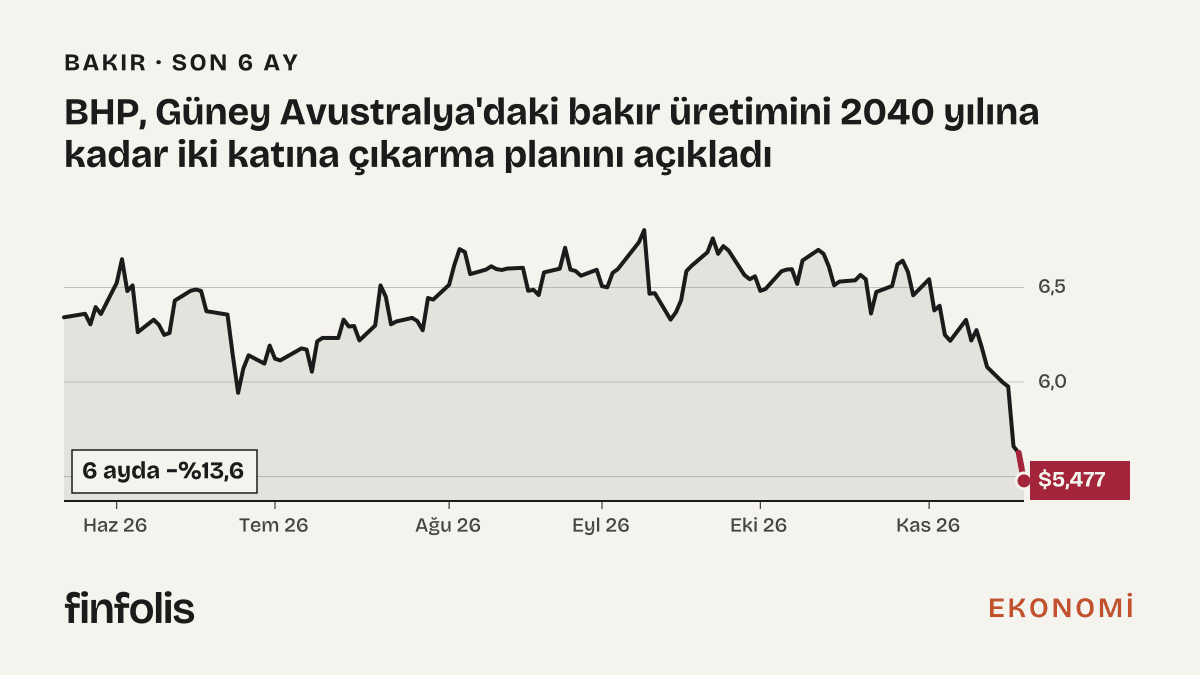 BAKIR · SON 6 AY
BHP, Güney Avustralya'daki bakır üretimini 2040 yılına
kadar iki katına çıkarma planını açıkladı
6,5
6,0
6 ayda −%13,6
$5,477
Haz 26 Tem 26 Ağu 26 Eyl 26 Eki 26 Kas 26
finfolis
EKONOMİ